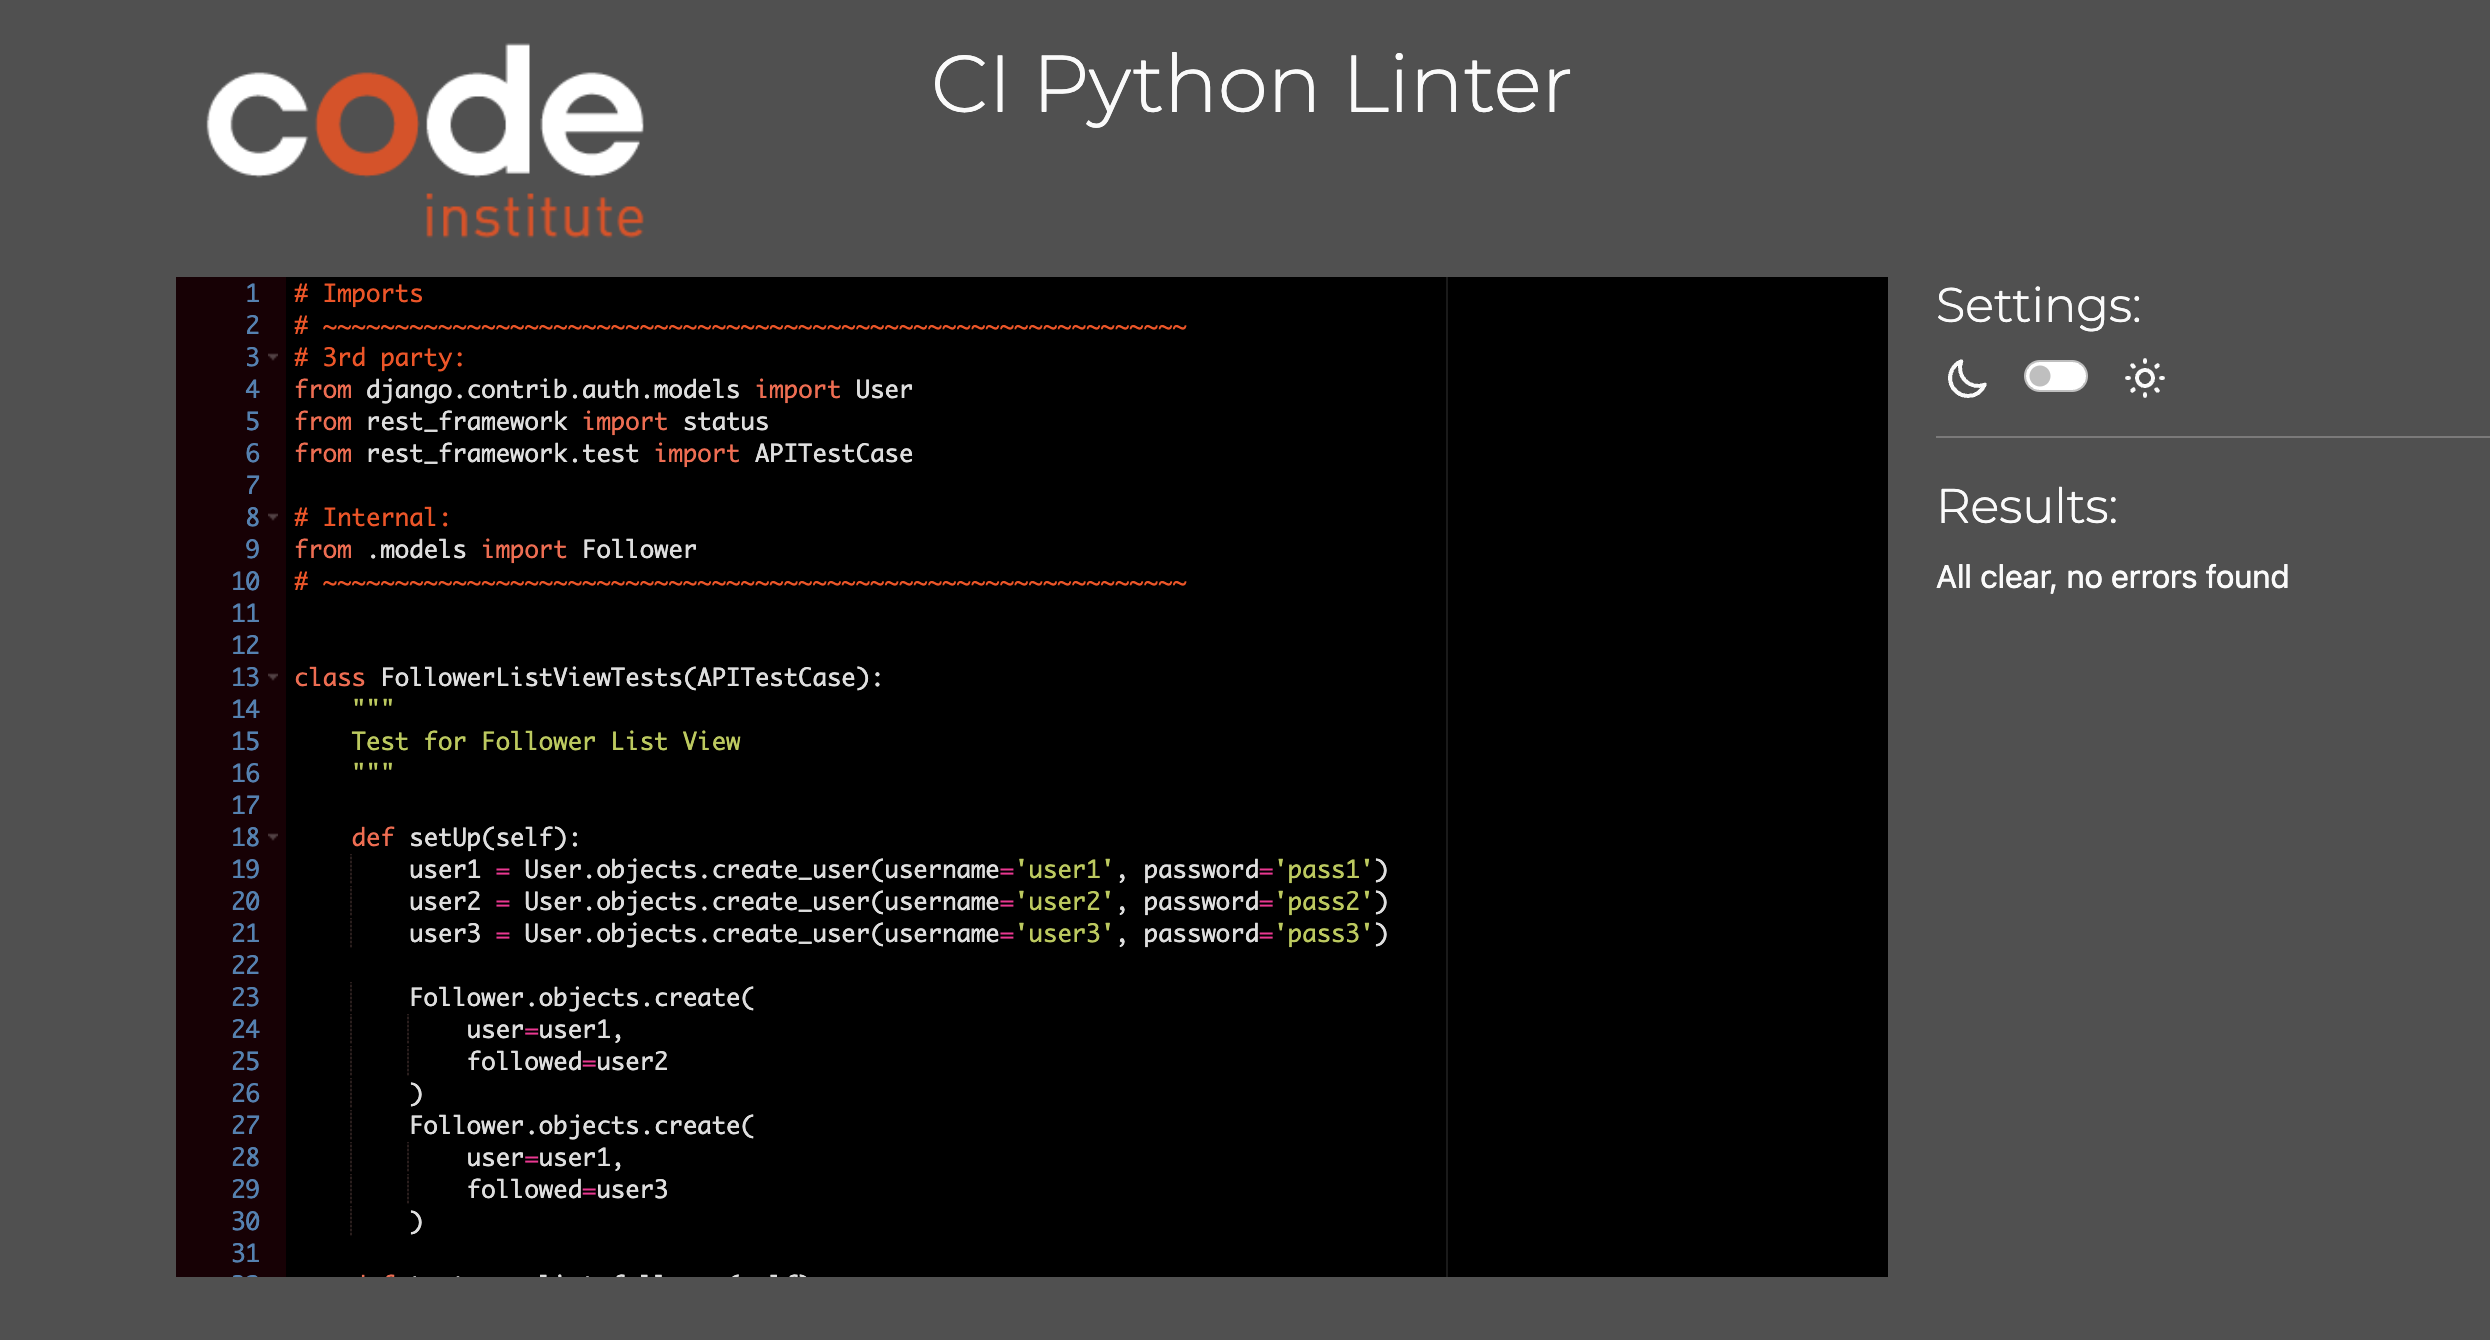 code
institute
CI Python Linter
1 # Imports
2 # ~~~~~~~~~~~~~~~~~~~~~~~~~~~~~~~~~~~~~~~~~~~~~~~~~~~~~~~~~~~~
3 # 3rd party:
4 from django.contrib.auth.models import User
5 from rest_framework import status
6 from rest_framework.test import APITestCase
7
8 # Internal:
9 from .models import Follower
10 # ~~~~~~~~~~~~~~~~~~~~~~~~~~~~~~~~~~~~~~~~~~~~~~~~~~~~~~~~~~~~
11
12
13 class FollowerListViewTests(APITestCase):
14     """
15     Test for Follower List View
16     """
17
18     def setUp(self):
19         user1 = User.objects.create_user(username='user1', password='pass1')
20         user2 = User.objects.create_user(username='user2', password='pass2')
21         user3 = User.objects.create_user(username='user3', password='pass3')
22
23         Follower.objects.create(
24             user=user1,
25             followed=user2
26         )
27         Follower.objects.create(
28             user=user1,
29             followed=user3
30         )
31
Settings:
Results:
All clear, no errors found